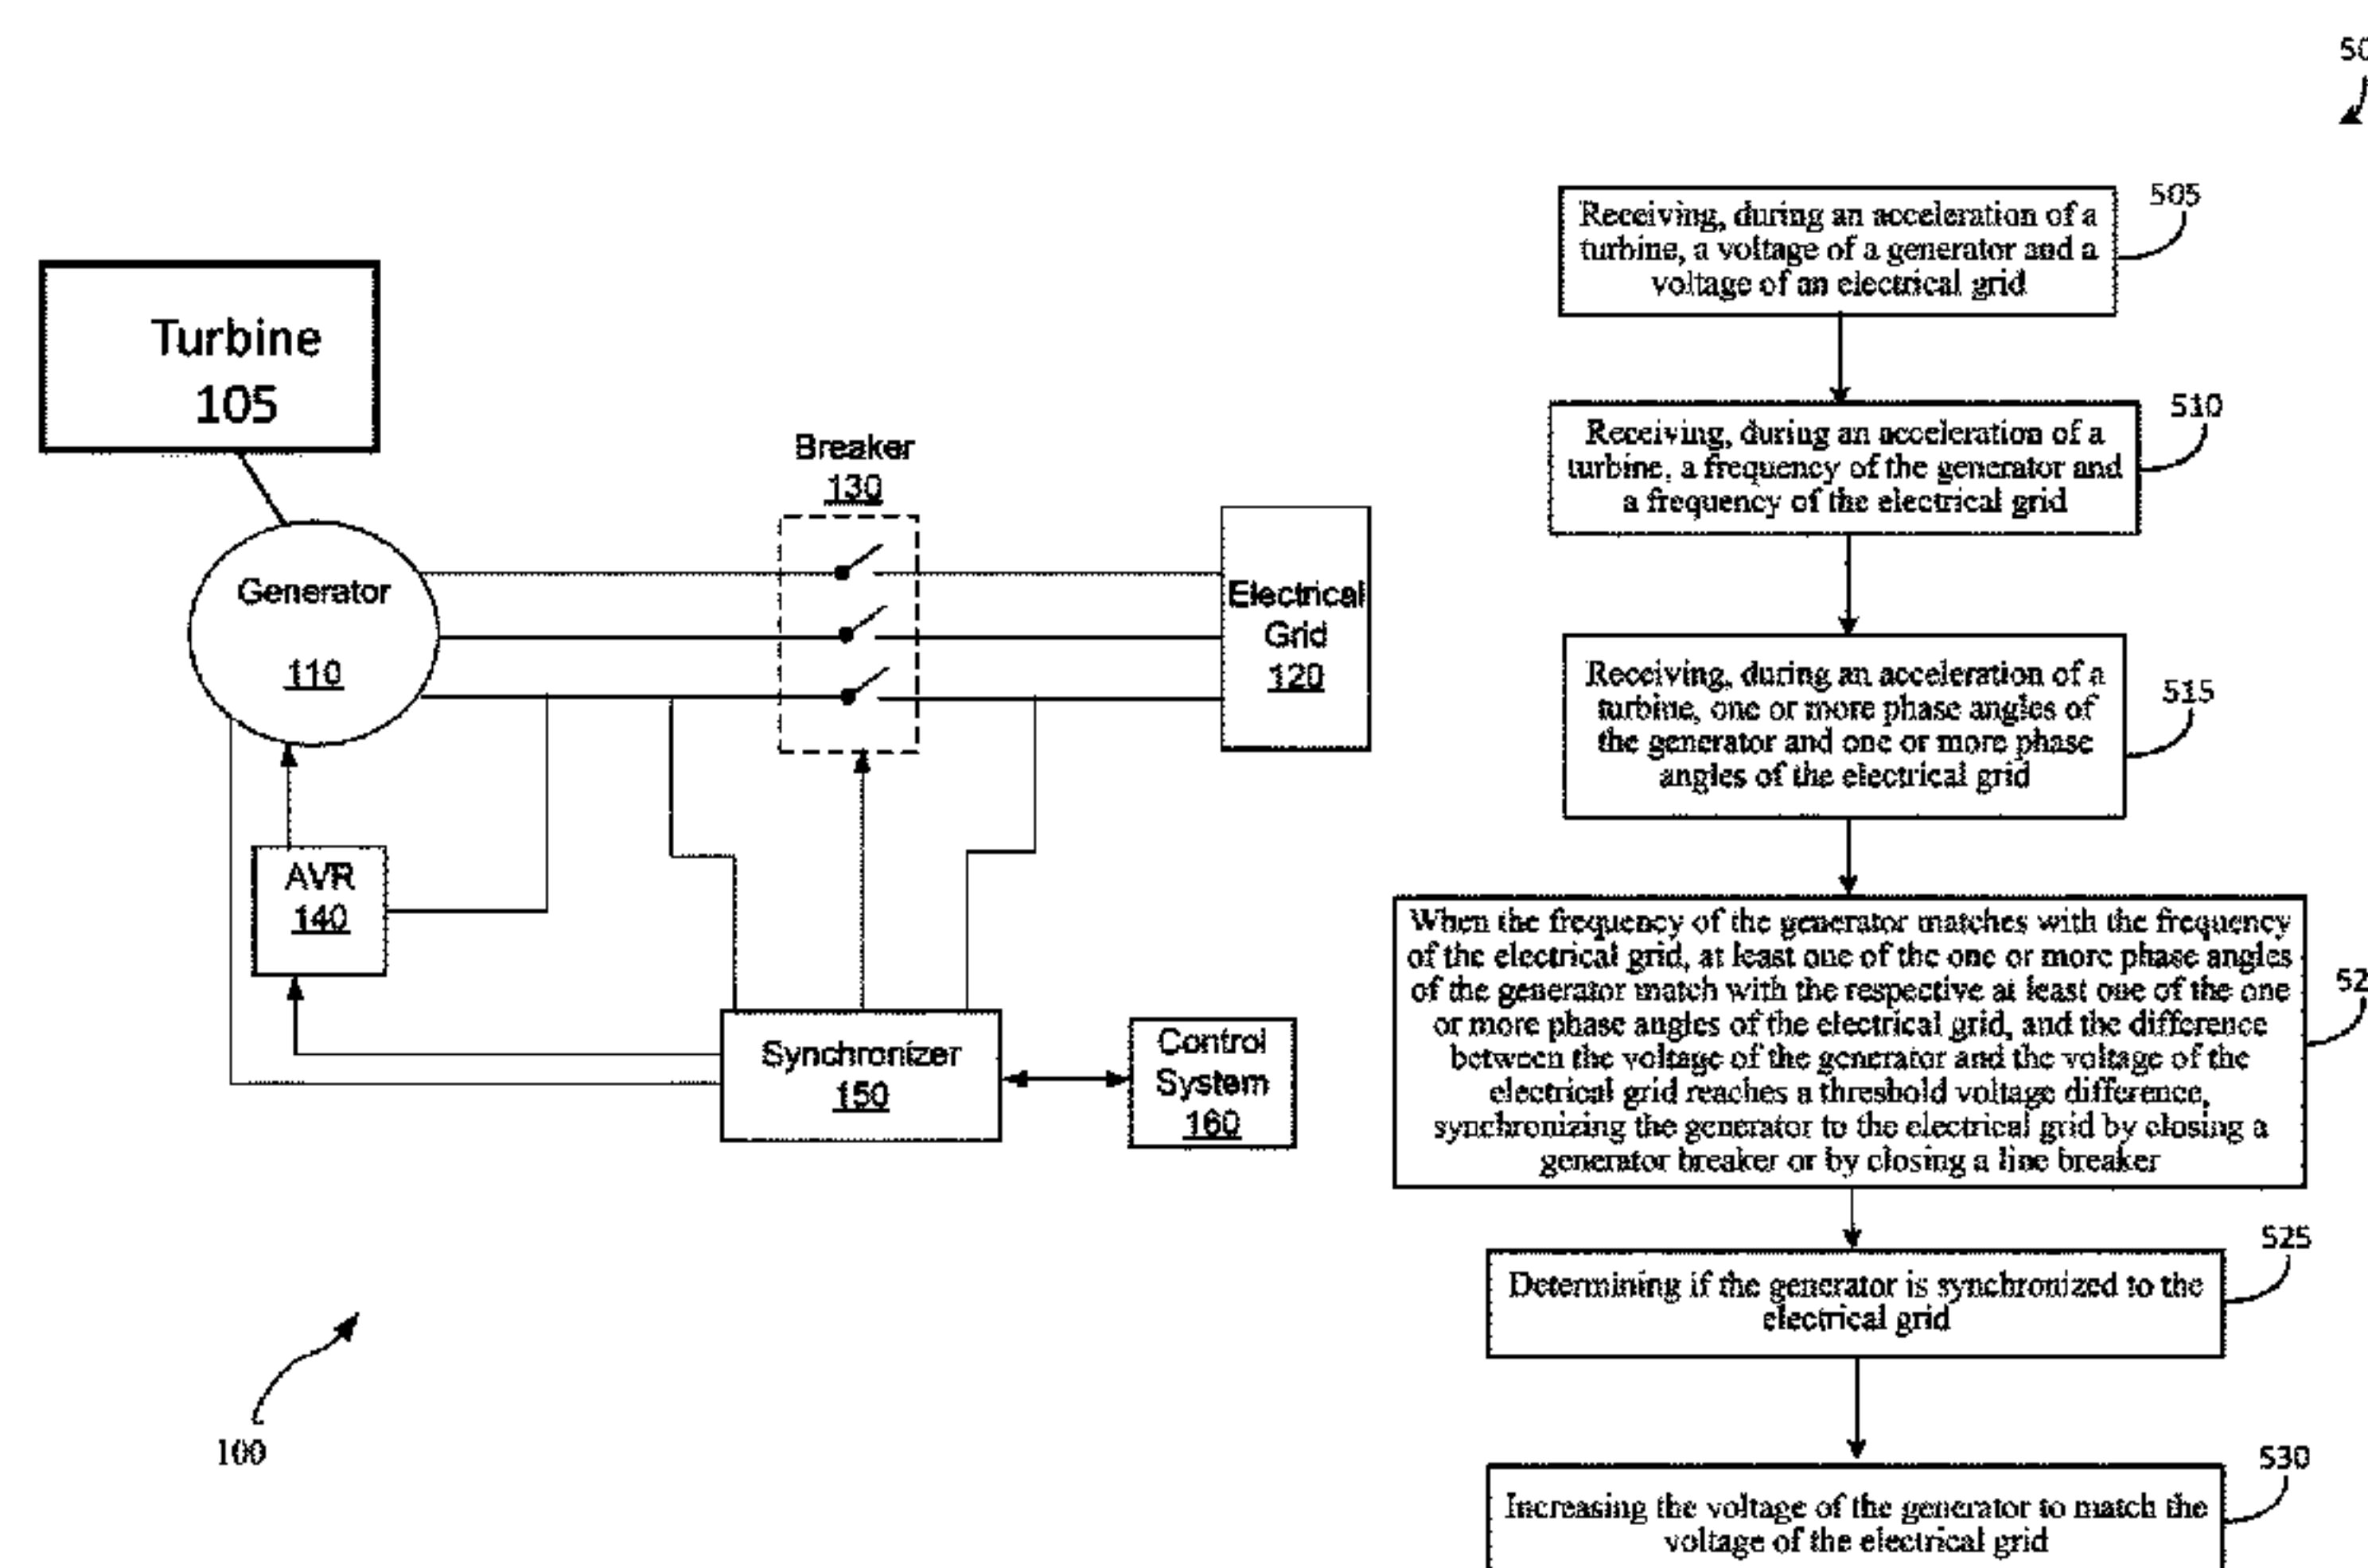 Turbine
105
Generator
110
Breaker
130
Electrical
Grid
120
AVR
140
Synchronizer
150
Control
System
160
100
505
Receiving, during an acceleration of a
turbine, a voltage of a generator and a
voltage of an electrical grid
510
Receiving, during an acceleration of a
turbine, a frequency of the generator and
a frequency of the electrical grid
515
Receiving, during an acceleration of a
turbine, one or more phase angles of
the generator and one or more phase
angles of the electrical grid
When the frequency of the generator matches with the frequency
of the electrical grid, at least one of the one or more phase angles
of the generator match with the respective at least one of the one
or more phase angles of the electrical grid, and the difference
between the voltage of the generator and the voltage of the
electrical grid reaches a threshold voltage difference,
synchronizing the generator to the electrical grid by closing a
generator breaker or by closing a line breaker
525
Determining if the generator is synchronized to the
electrical grid
530
Increasing the voltage of the generator to match the
voltage of the electrical grid